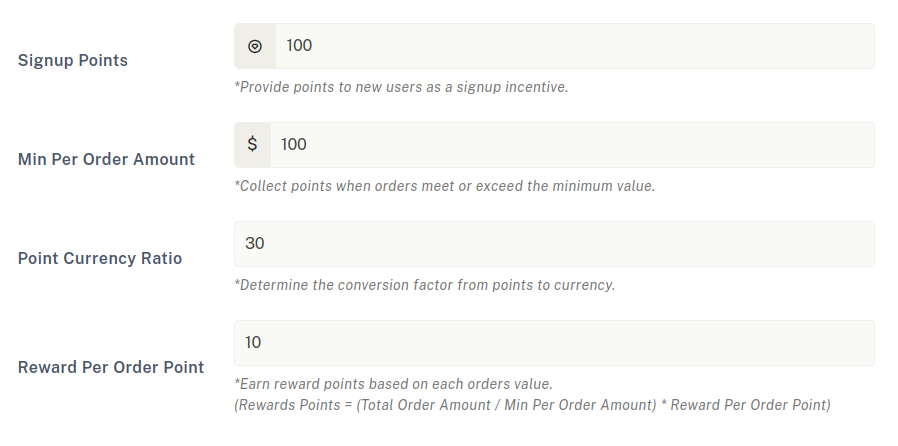 Signup Points
100
*Provide points to new users as a signup incentive.
Min Per Order Amount
$ 100
*Collect points when orders meet or exceed the minimum value.
Point Currency Ratio
30
*Determine the conversion factor from points to currency.
Reward Per Order Point
10
*Earn reward points based on each orders value.
(Rewards Points = (Total Order Amount / Min Per Order Amount) * Reward Per Order Point)